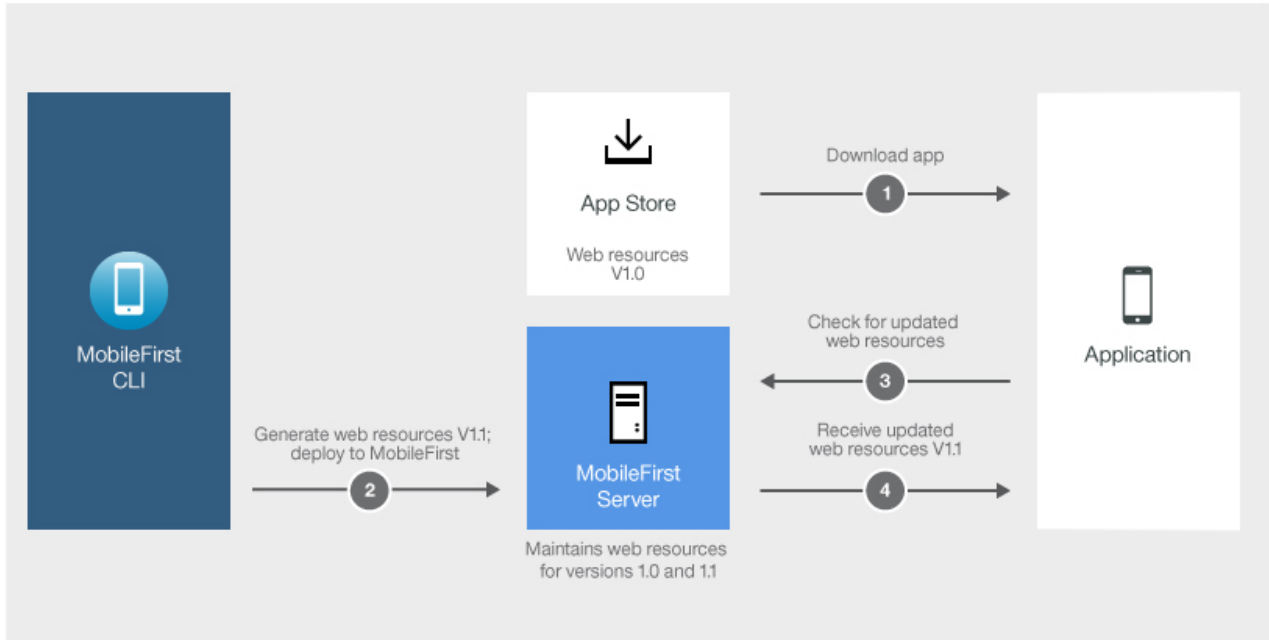 MobileFirst
CLI
Generate web resources V1.1;
deploy to MobileFirst
2
App Store
Web resources
V1.0
MobileFirst
Server
Maintains web resources
for versions 1.0 and 1.1
Download app
1
Check for updated
web resources
3
Receive updated
web resources V1.1
4
Application